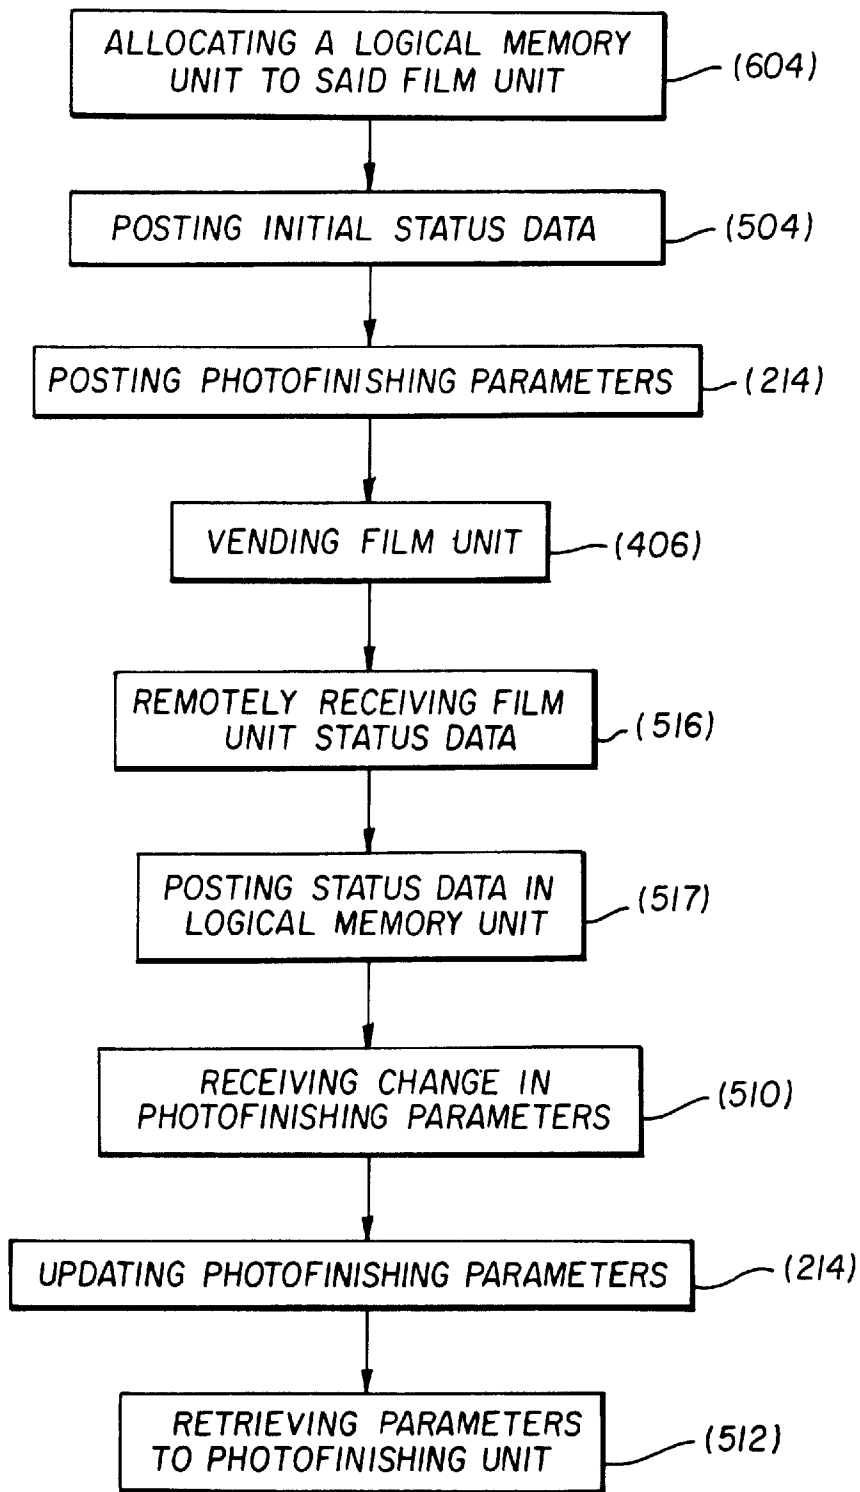 ALLOCATING A LOGICAL MEMORY
UNIT TO SAID FILM UNIT
(604)
POSTING INITIAL STATUS DATA
(504)
POSTING PHOTOFINISHING PARAMETERS
(214)
VENDING FILM UNIT
(406)
REMOTELY RECEIVING FILM
UNIT STATUS DATA
(516)
POSTING STATUS DATA IN
LOGICAL MEMORY UNIT
(517)
RECEIVING CHANGE IN
PHOTOFINISHING PARAMETERS
(510)
UPDATING PHOTOFINISHING PARAMETERS
(214)
RETRIEVING PARAMETERS
TO PHOTOFINISHING UNIT
(512)